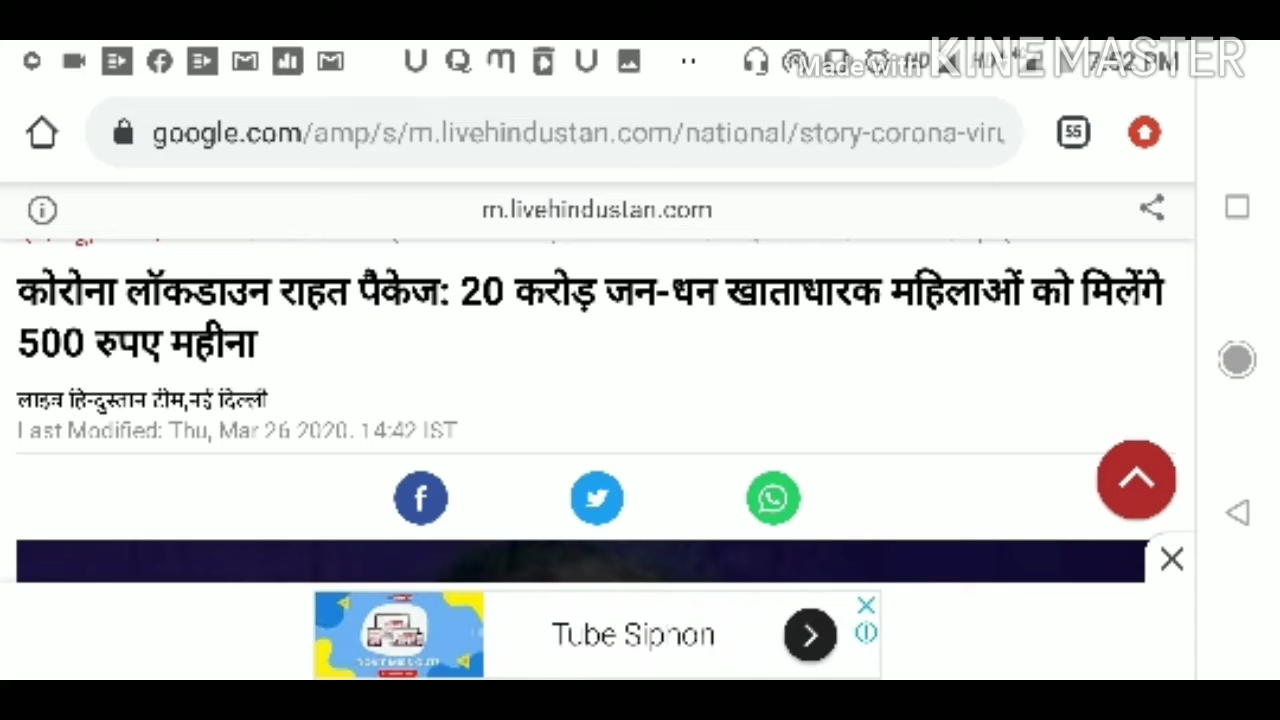 Made with KINEMASTER
google.com/amp/s/m.livehindustan.com/national/story-corona-viru
55
m.livehindustan.com
कोरोना लॉकडाउन राहत पैकेज: 20 करोड़ जन-धन खाताधारक महिलाओं को मिलेंगे
500 रुपए महीना
लाइव हिन्दुस्तान टीम,नई दिल्ली
Last Modified: Thu, Mar 26 2020. 14:42 IST
Tube Siphon